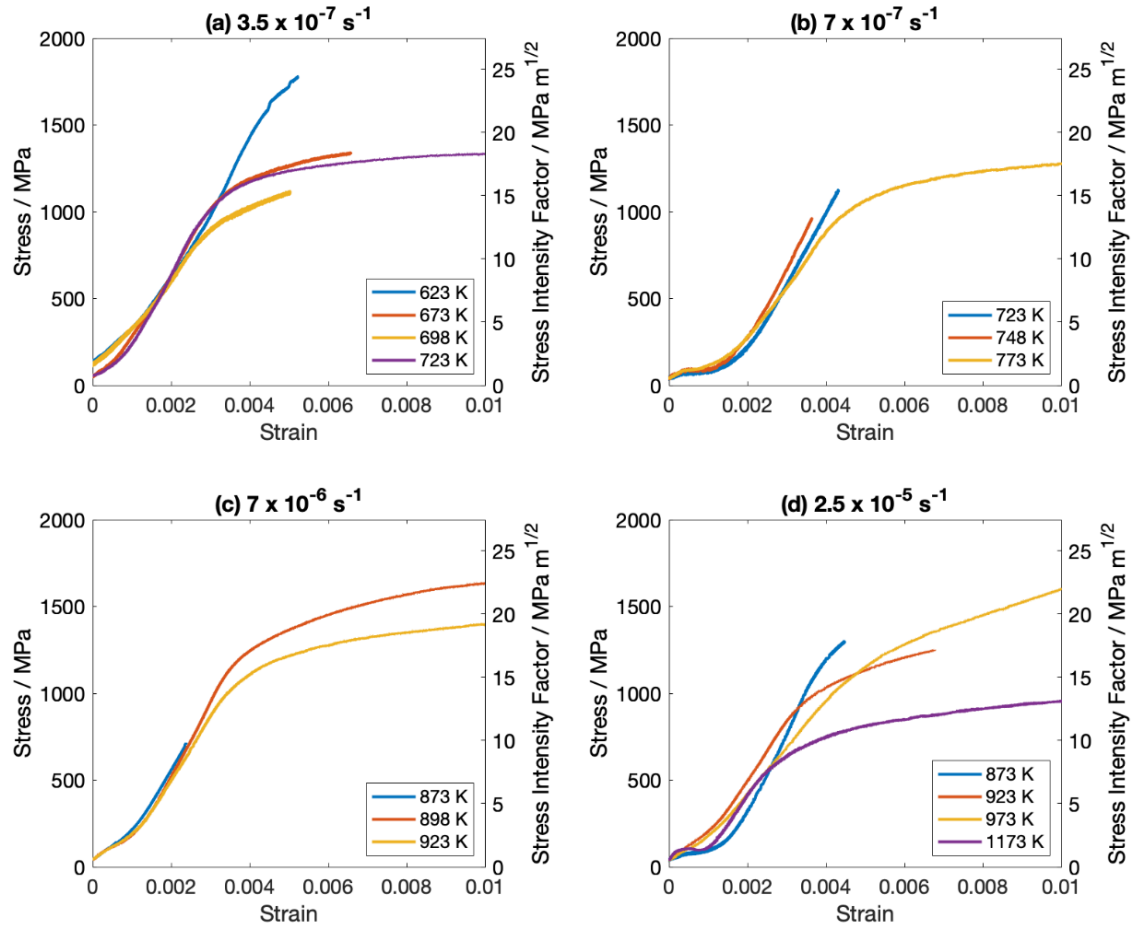 (a) 3.5 x 10⁻⁷ s⁻¹
2000
1500
1000
500
0
Stress / MPa
25
20
15
10
5
0
Stress Intensity Factor / MPa m^1/2
0 0.002 0.004 0.006 0.008 0.01
Strain
623 K
673 K
698 K
723 K
(b) 7 x 10⁻⁷ s⁻¹
2000
1500
1000
500
0
Stress / MPa
25
20
15
10
5
0
Stress Intensity Factor / MPa m^1/2
0 0.002 0.004 0.006 0.008 0.01
Strain
723 K
748 K
773 K
(c) 7 x 10⁻⁶ s⁻¹
2000
1500
1000
500
0
Stress / MPa
25
20
15
10
5
0
Stress Intensity Factor / MPa m^1/2
0 0.002 0.004 0.006 0.008 0.01
Strain
873 K
898 K
923 K
(d) 2.5 x 10⁻⁵ s⁻¹
2000
1500
1000
500
0
Stress / MPa
25
20
15
10
5
0
Stress Intensity Factor / MPa m^1/2
0 0.002 0.004 0.006 0.008 0.01
Strain
873 K
923 K
973 K
1173 K